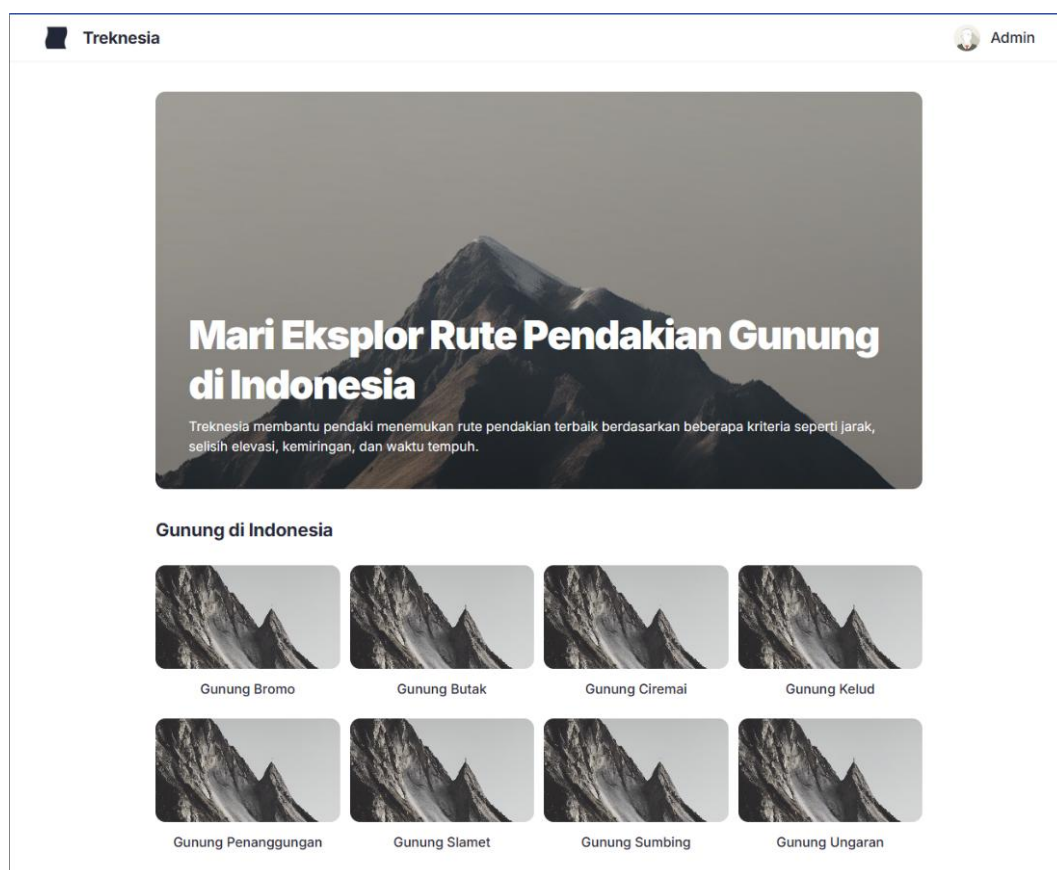 Treknesia
Admin
Mari Eksplor Rute Pendakian Gunung
di Indonesia
Treknesia membantu pendaki menemukan rute pendakian terbaik berdasarkan beberapa kriteria seperti jarak,
selisih elevasi, kemiringan, dan waktu tempuh.
Gunung di Indonesia
Gunung Bromo
Gunung Butak
Gunung Ciremai
Gunung Kelud
Gunung Penanggungan
Gunung Slamet
Gunung Sumbing
Gunung Ungaran